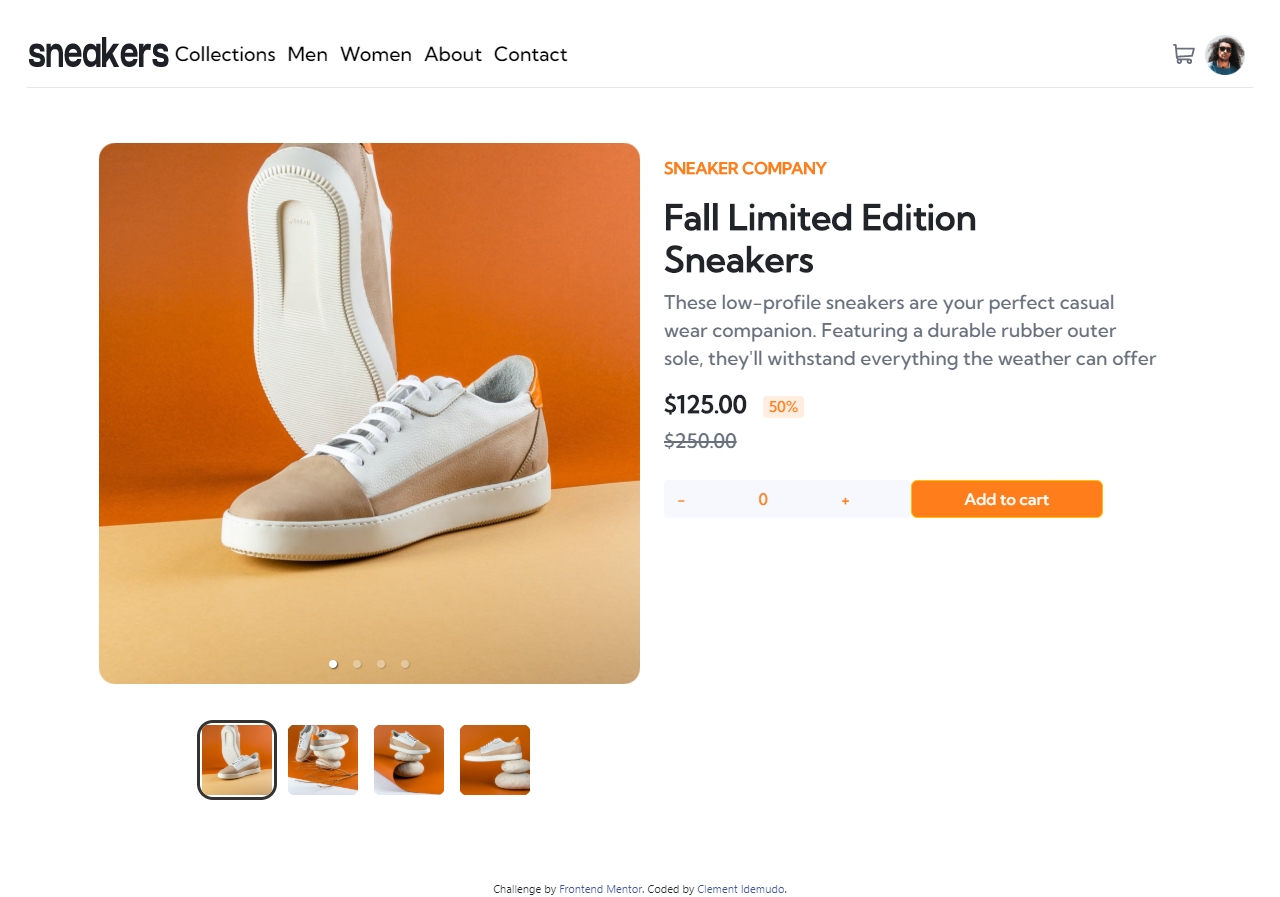 sneakers Collections Men Women About Contact
SNEAKER COMPANY
Fall Limited Edition
Sneakers
These low-profile sneakers are your perfect casual
wear companion. Featuring a durable rubber outer
sole, they'll withstand everything the weather can offer
$125.00 50%
$250.00
- 0 + Add to cart
Challenge by Frontend Mentor. Coded by Clement Idemudo.